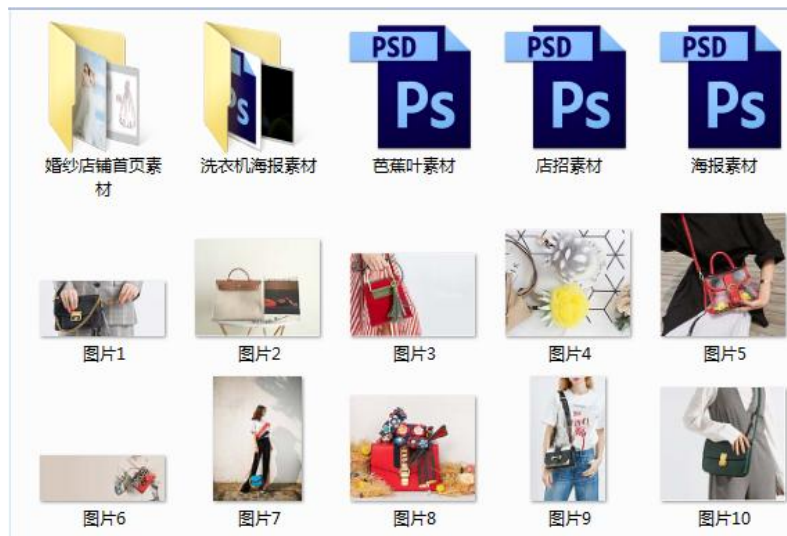 PSD
PSD
PSD
Ps
Ps
Ps
婚纱店铺首页素
材
洗衣机海报素材
芭蕉叶素材
店招素材
海报素材
图片1
图片2
图片3
图片4
图片5
图片6
图片7
图片8
图片9
图片10